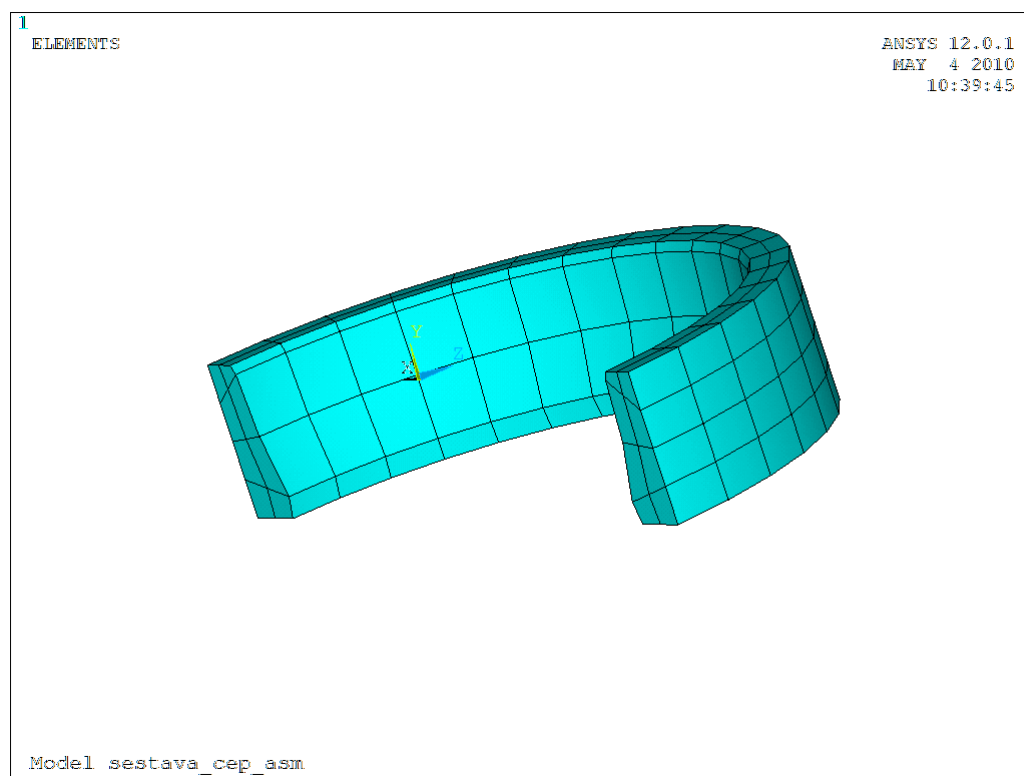 1
ELEMENTS
ANSYS 12.0.1
MAY 4 2010
10:39:45
Y
Z
X
Model sestava_cep_asm